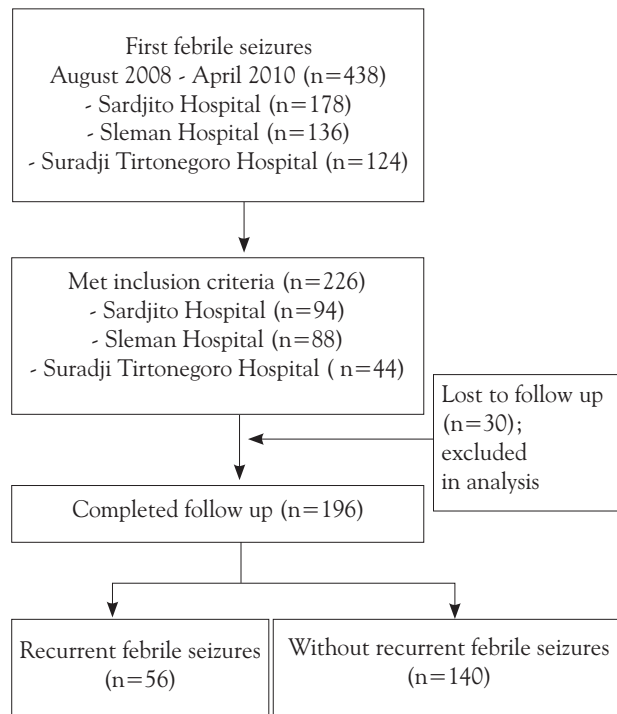 First febrile seizures
August 2008 - April 2010 (n=438)
- Sardjito Hospital (n=178)
- Sleman Hospital (n=136)
- Suradji Tirtonegoro Hospital (n=124)
Met inclusion criteria (n=226)
- Sardjito Hospital (n=94)
- Sleman Hospital (n=88)
- Suradji Tirtonegoro Hospital ( n=44)
Lost to follow up
(n=30);
excluded
in analysis
Completed follow up (n=196)
Recurrent febrile seizures
(n=56)
Without recurrent febrile seizures
(n=140)